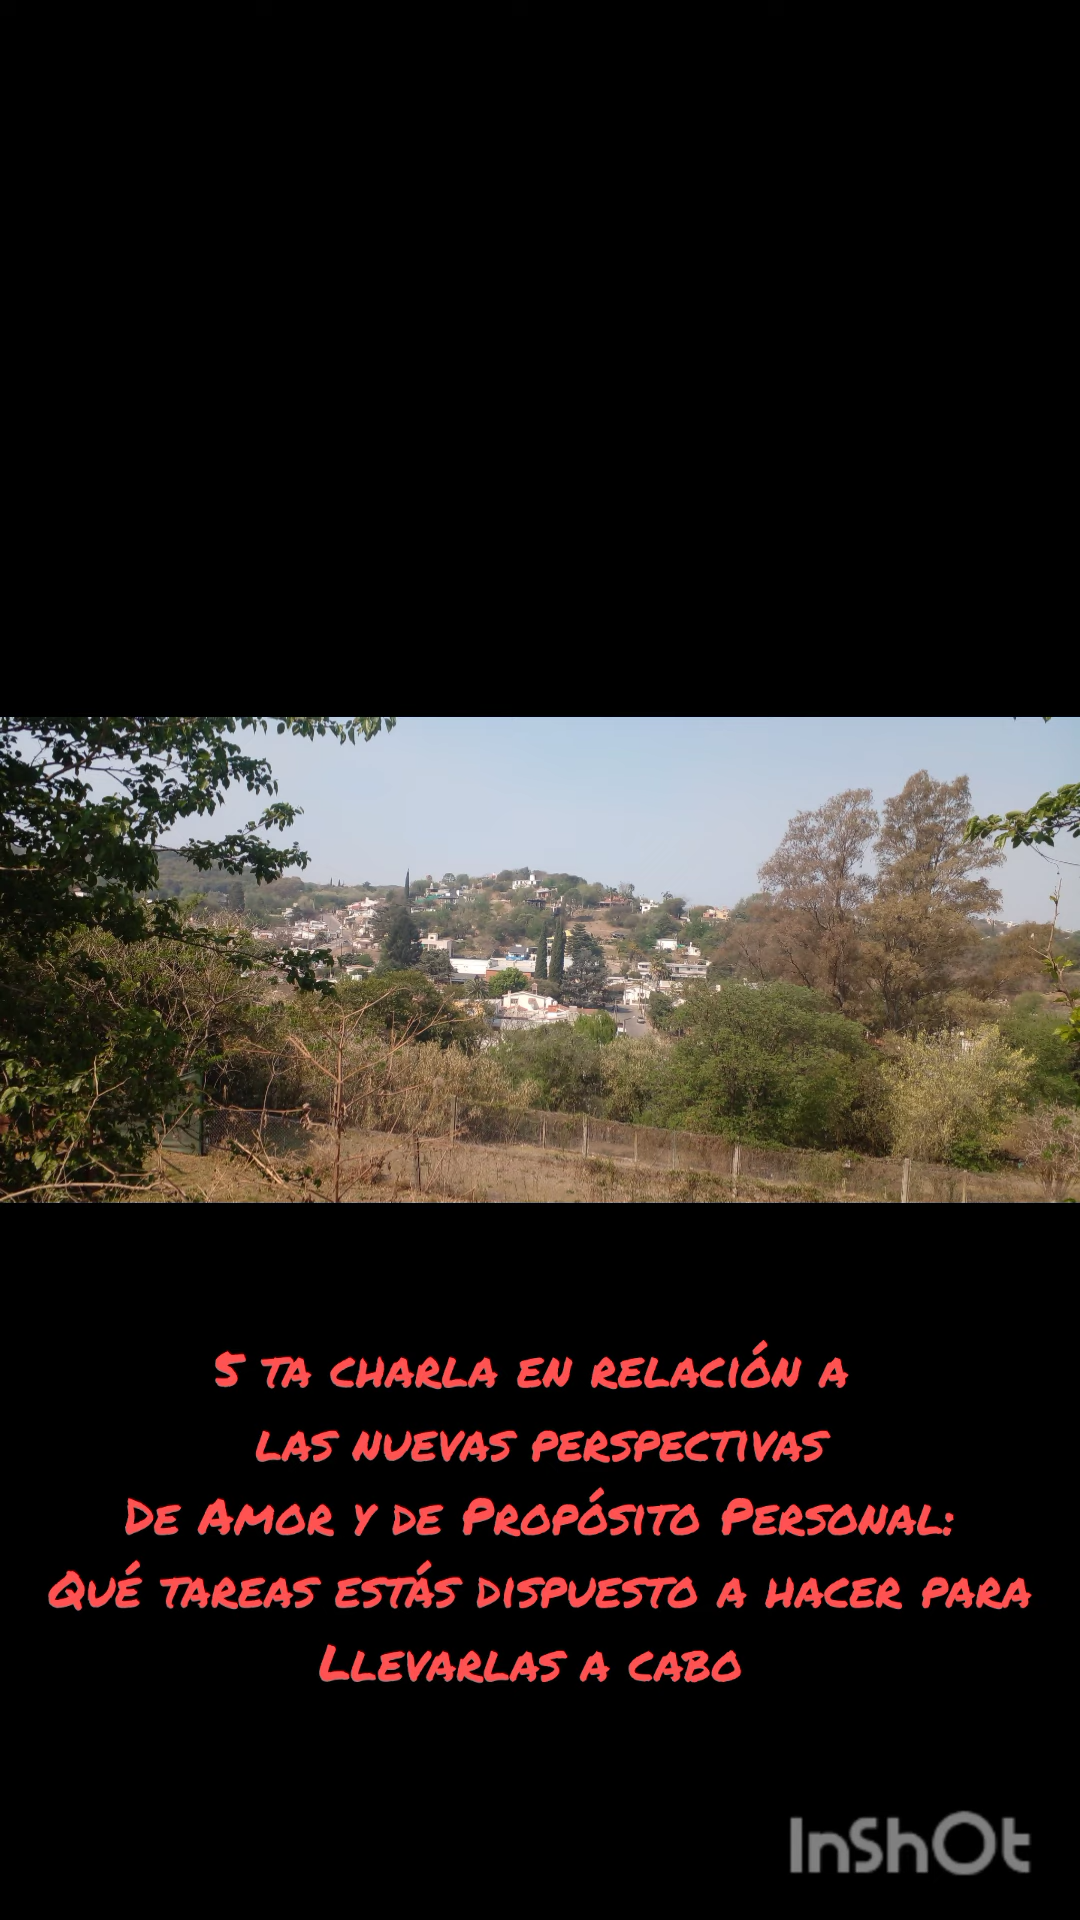 5 ta charla en relación a
las nuevas perspectivas
De Amor y de Propósito Personal:
Qué tareas estás dispuesto a hacer para
Llevarlas a cabo
InShOt